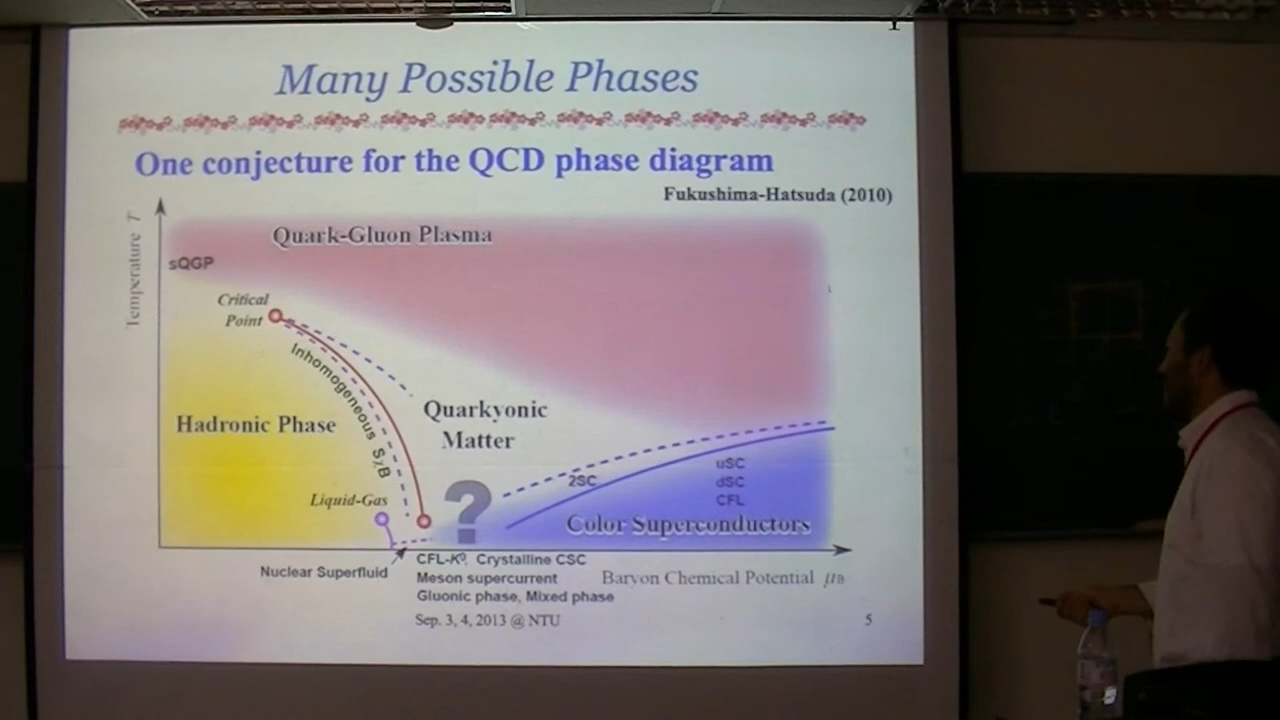 Many Possible Phases
One conjecture for the QCD phase diagram
Fukushima-Hatsuda (2010)
Temperature T
Quark-Gluon Plasma
sQGP
Critical
Point
Inhomogeneous SχB
Hadronic Phase
Quarkyonic
Matter
Liquid-Gas
?
2SC
uSC
dSC
CFL
Color Superconductors
Nuclear Superfluid
CFL-K⁰, Crystalline CSC
Meson supercurrent
Gluonic phase, Mixed phase
Baryon Chemical Potential μB
Sep. 3, 4, 2013 @ NTU
5